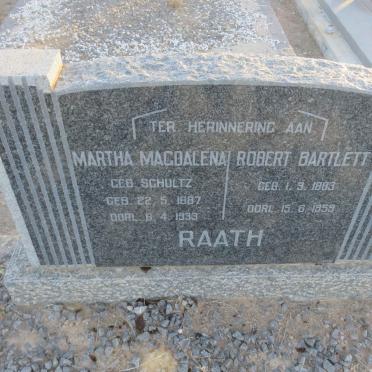 TER HERINNERING AAN
MARTHA MAGDALENA
GEB. SCHULTZ
GEB. 22. 5. 1887
OORL. 6. 4. 1933
ROBERT BARTLETT
GEB. 1. 9. 1883
OORL. 15. 6. 1959
RAATH